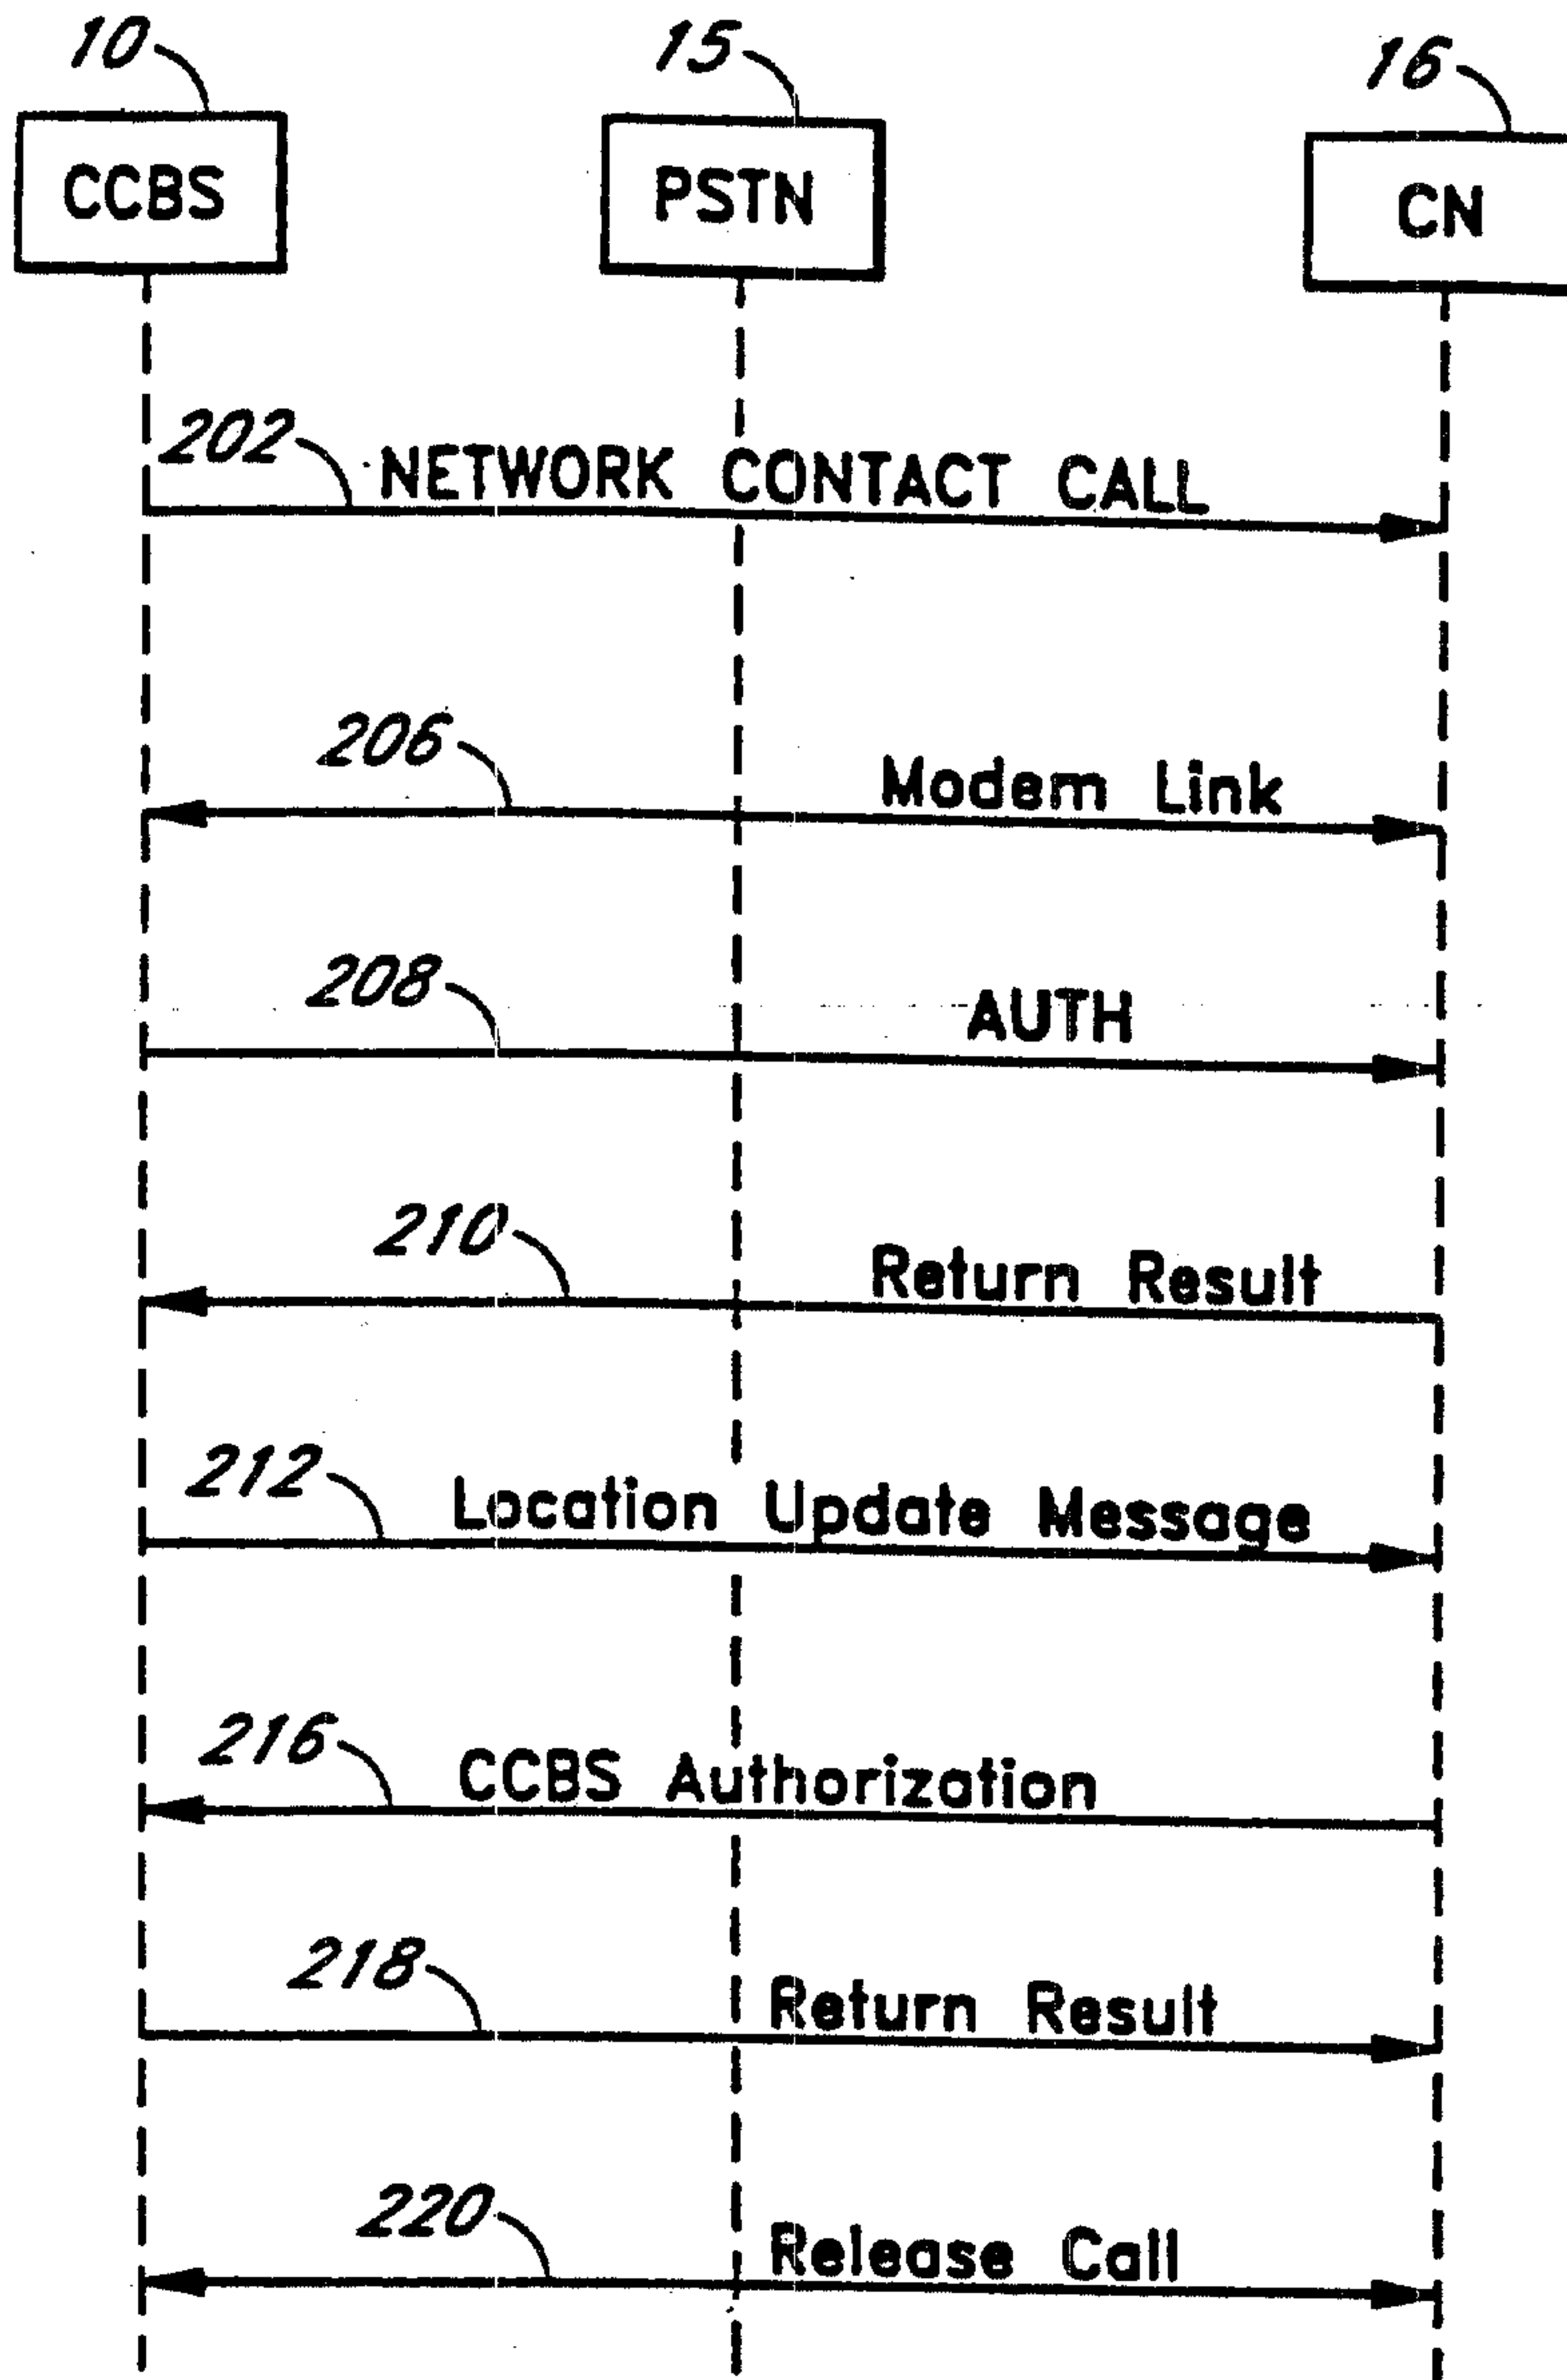 10 15 16
CCBS PSTN CN
202 NETWORK CONTACT CALL
206 Modem Link
208 AUTH
210 Return Result
212 Location Update Message
216 CCBS Authorization
218 Return Result
220 Release Call